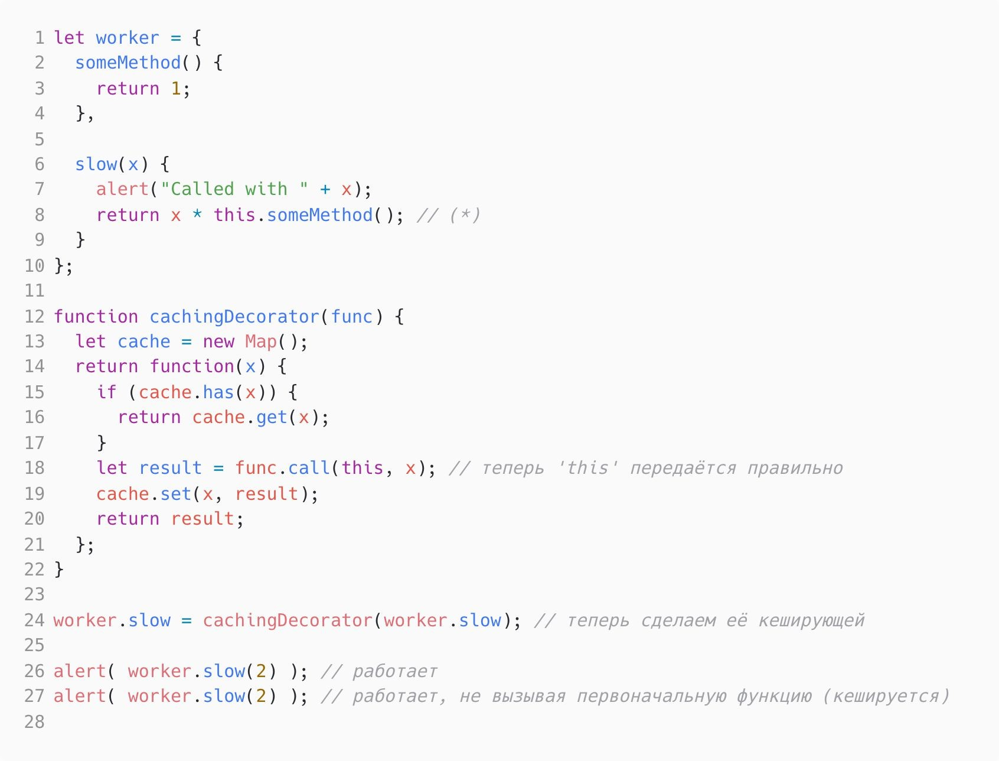 1 let worker = {
2   someMethod() {
3     return 1;
4   },
5
6   slow(x) {
7     alert("Called with " + x);
8     return x * this.someMethod(); // (*)
9   }
10 };
11
12 function cachingDecorator(func) {
13   let cache = new Map();
14   return function(x) {
15     if (cache.has(x)) {
16       return cache.get(x);
17     }
18     let result = func.call(this, x); // теперь 'this' передаётся правильно
19     cache.set(x, result);
20     return result;
21   };
22 }
23
24 worker.slow = cachingDecorator(worker.slow); // теперь сделаем её кеширующей
25
26 alert( worker.slow(2) ); // работает
27 alert( worker.slow(2) ); // работает, не вызывая первоначальную функцию (кешируется)
28